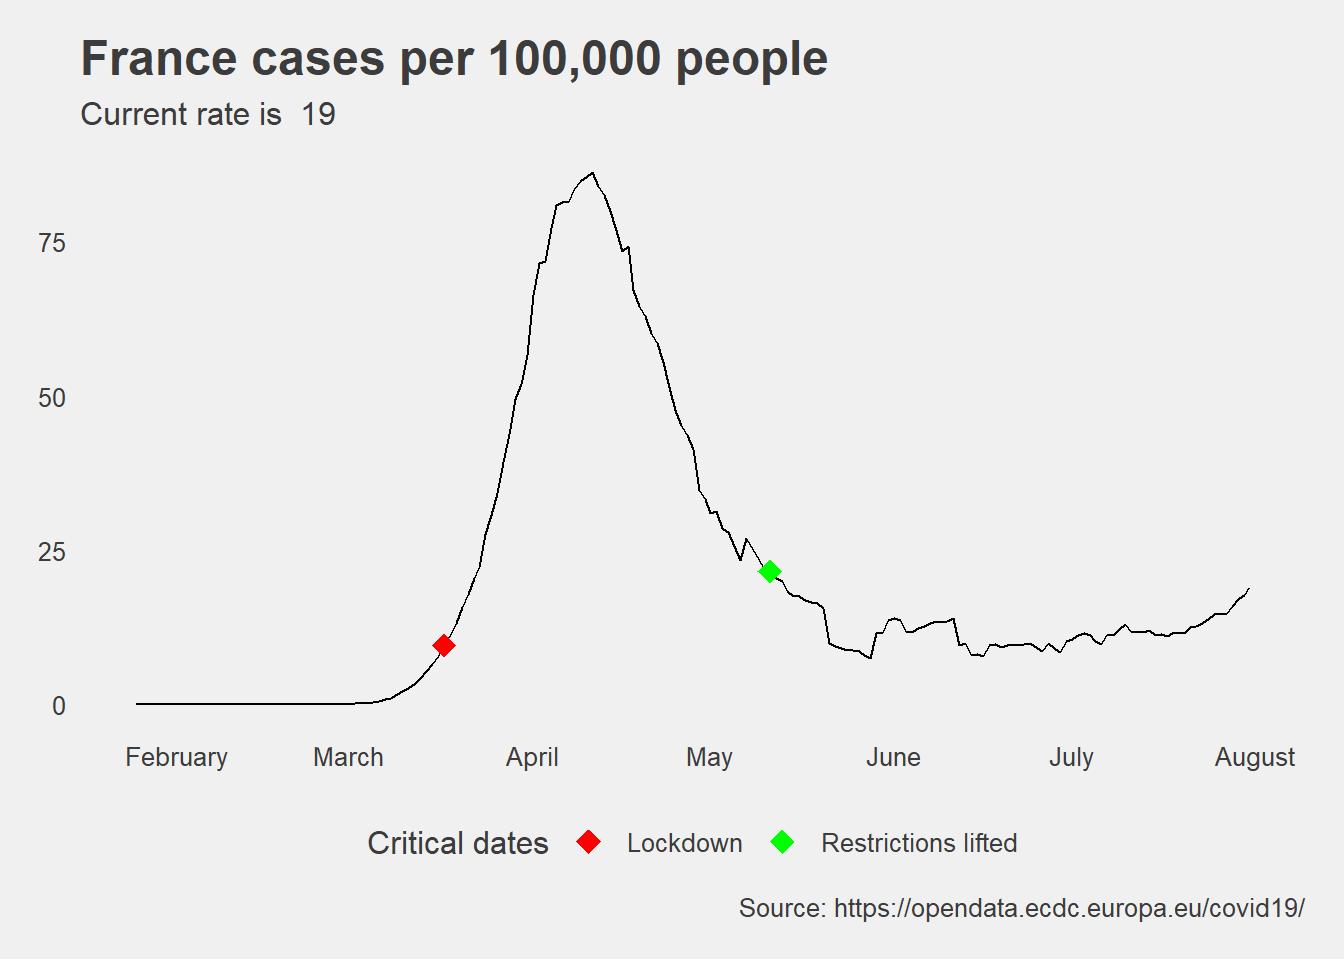 France cases per 100,000 people
Current rate is  19
75
50
25
0
February March April May June July August
Critical dates Lockdown Restrictions lifted
Source: https://opendata.ecdc.europa.eu/covid19/